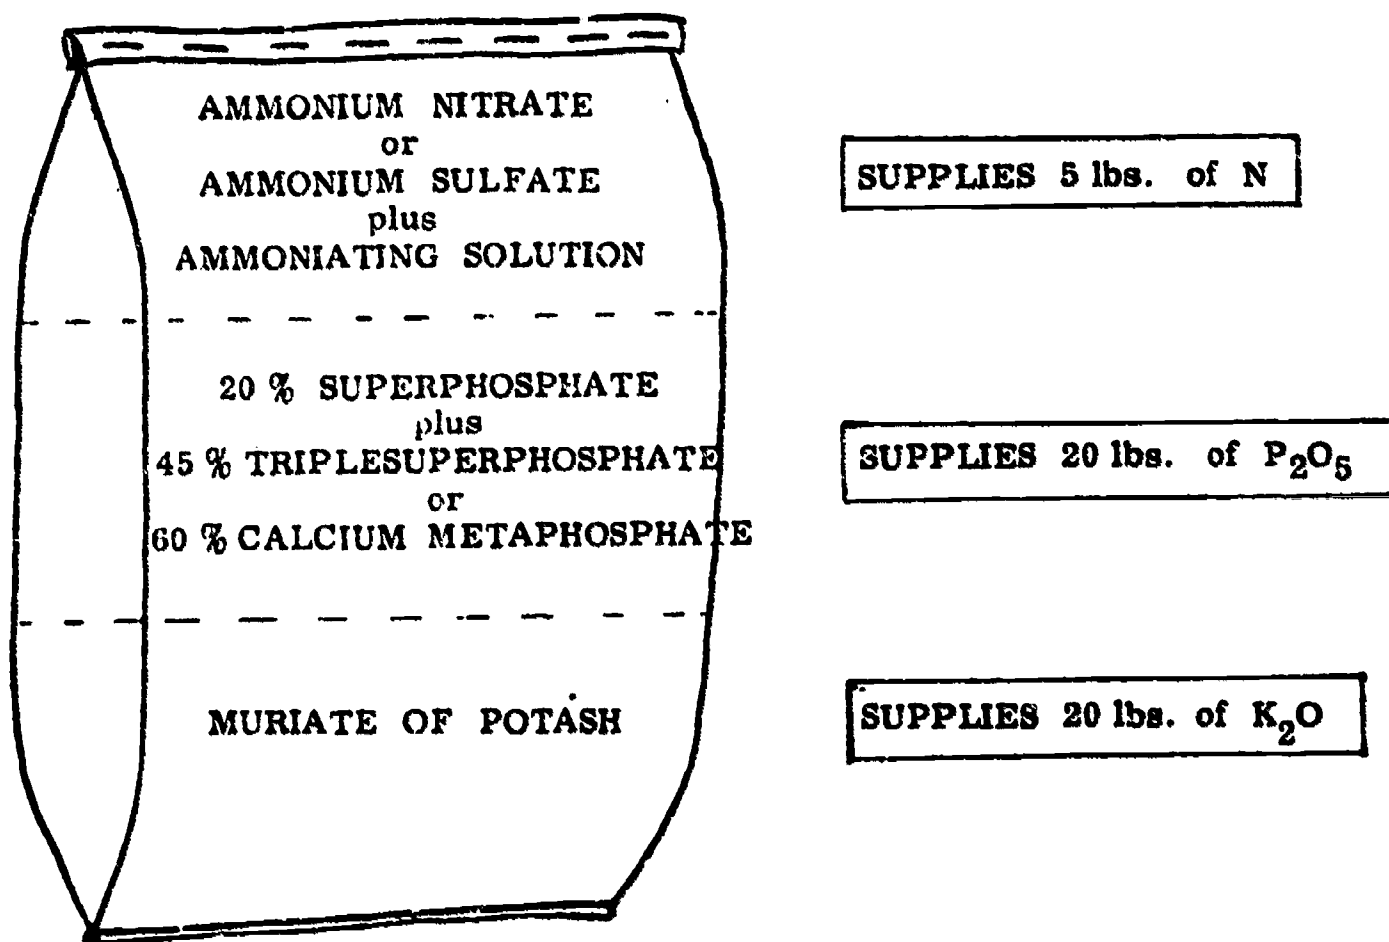 AMMONIUM NITRATE
or
AMMONIUM SULFATE
plus
AMMONIATING SOLUTION
SUPPLIES 5 lbs. of N
20 % SUPERPHOSPHATE
plus
45 % TRIPLESUPERPHOSPHATE
or
60 % CALCIUM METAPHOSPHATE
SUPPLIES 20 lbs. of P₂O₅
MURIATE OF POTASH
SUPPLIES 20 lbs. of K₂O